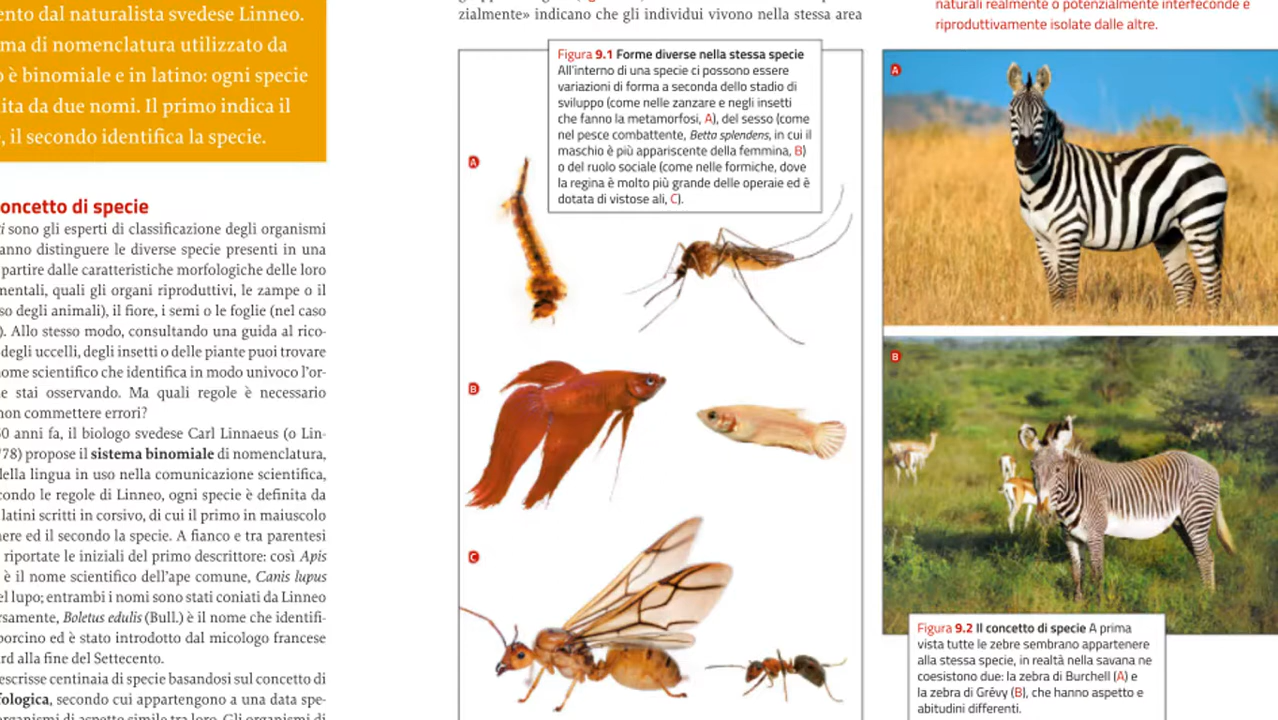 ento dal naturalista svedese Linneo.
ma di nomenclatura utilizzato da
o è binomiale e in latino: ogni specie
ita da due nomi. Il primo indica il
, il secondo identifica la specie.
oncetto di specie
i sono gli esperti di classificazione degli organismi
anno distinguere le diverse specie presenti in una
partire dalle caratteristiche morfologiche delle loro
mentali, quali gli organi riproduttivi, le zampe o il
so degli animali), il fiore, i semi o le foglie (nel caso
). Allo stesso modo, consultando una guida al rico-
degli uccelli, degli insetti o delle piante puoi trovare
nome scientifico che identifica in modo univoco l'or-
e stai osservando. Ma quali regole è necessario
non commettere errori?
50 anni fa, il biologo svedese Carl Linnaeus (o Lin-
78) propose il sistema binomiale di nomenclatura,
della lingua in uso nella comunicazione scientifica,
condo le regole di Linneo, ogni specie è definita da
latini scritti in corsivo, di cui il primo in maiuscolo
nere ed il secondo la specie. A fianco e tra parentesi
riportate le iniziali del primo descrittore: così Apis
è il nome scientifico dell'ape comune, Canis lupus
el lupo; entrambi i nomi sono stati coniati da Linneo
rsamente, Boletus edulis (Bull.) è il nome che identifi-
porcino ed è stato introdotto dal micologo francese
rd alla fine del Settecento.
escrisse centinaia di specie basandosi sul concetto di
fologica, secondo cui appartengono a una data spe-
organismi di aspetto simile tra loro. Gli organismi di
zialmente» indicano che gli individui vivono nella stessa area
Figura 9.1 Forme diverse nella stessa specie
All'interno di una specie ci possono essere
variazioni di forma a seconda dello stadio di
sviluppo (come nelle zanzare e negli insetti
che fanno la metamorfosi, A), del sesso (come
nel pesce combattente, Betta splendens, in cui il
maschio è più appariscente della femmina, B)
o del ruolo sociale (come nelle formiche, dove
la regina è molto più grande delle operaie ed è
dotata di vistose ali, C).
A
B
C
naturali realmente o potenzialmente interfeconde e
riproduttivamente isolate dalle altre.
A
B
Figura 9.2 Il concetto di specie A prima
vista tutte le zebre sembrano appartenere
alla stessa specie, in realtà nella savana ne
coesistono due: la zebra di Burchell (A) e
la zebra di Grévy (B), che hanno aspetto e
abitudini differenti.